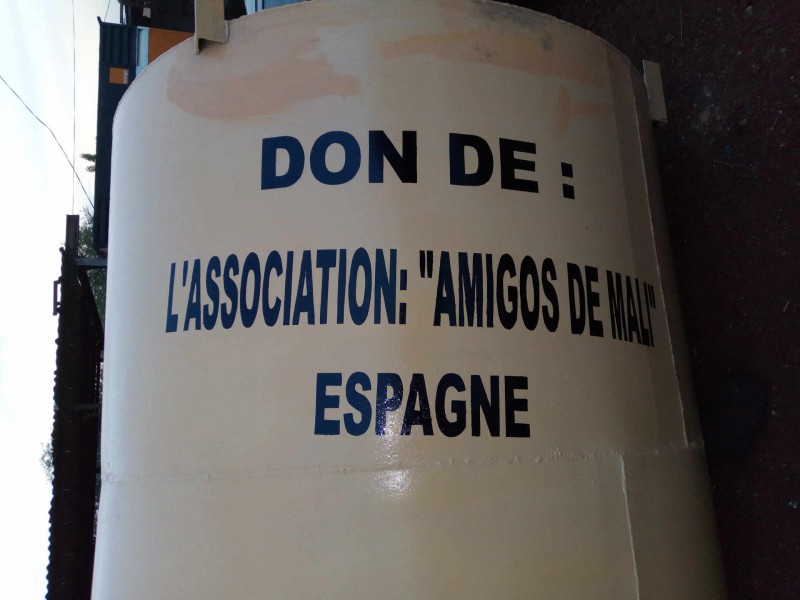 DON DE :
L'ASSOCIATION: "AMIGOS DE MALI"
ESPAGNE